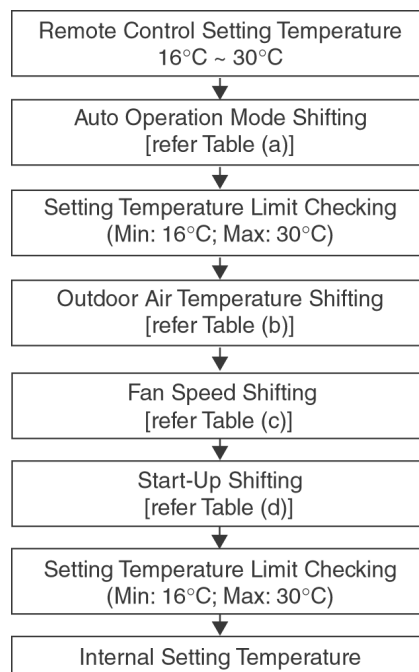 Remote Control Setting Temperature
16°C ~ 30°C
Auto Operation Mode Shifting
[refer Table (a)]
Setting Temperature Limit Checking
(Min: 16°C; Max: 30°C)
Outdoor Air Temperature Shifting
[refer Table (b)]
Fan Speed Shifting
[refer Table (c)]
Start-Up Shifting
[refer Table (d)]
Setting Temperature Limit Checking
(Min: 16°C; Max: 30°C)
Internal Setting Temperature